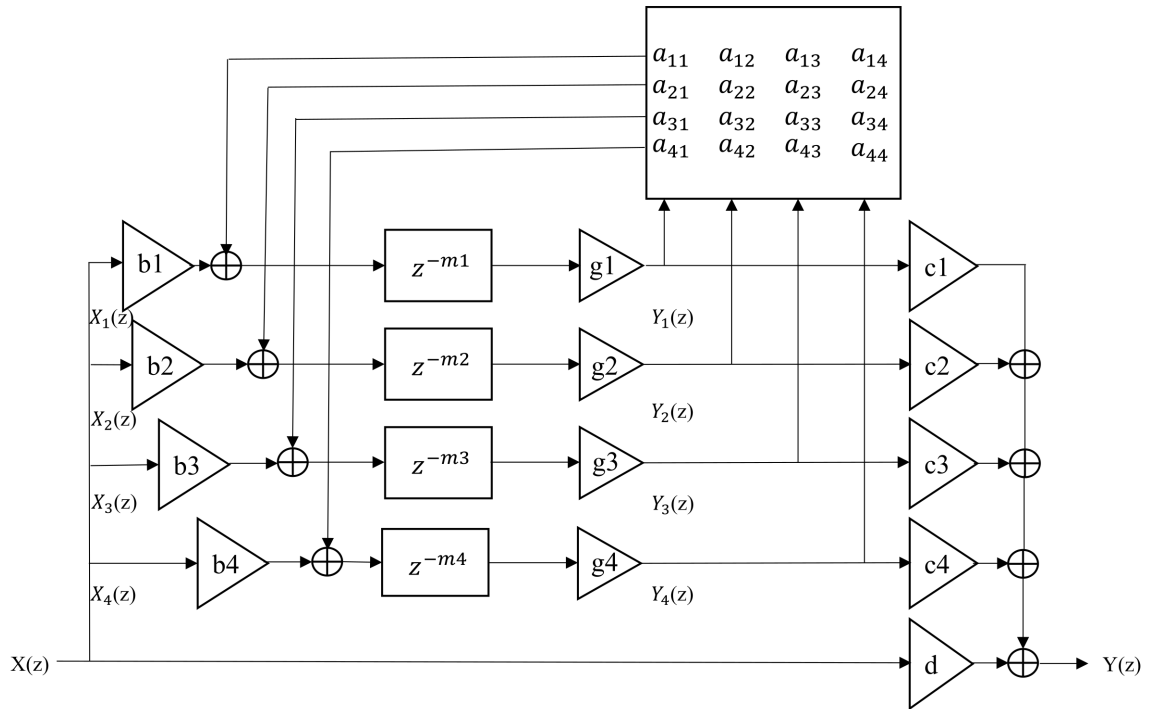 a₁₁ a₁₂ a₁₃ a₁₄
a₂₁ a₂₂ a₂₃ a₂₄
a₃₁ a₃₂ a₃₃ a₃₄
a₄₁ a₄₂ a₄₃ a₄₄
b1 z⁻ᵐ¹ g1 c1
X₁(z) Y₁(z)
b2 z⁻ᵐ² g2 c2
X₂(z) Y₂(z)
b3 z⁻ᵐ³ g3 c3
X₃(z) Y₃(z)
b4 z⁻ᵐ⁴ g4 c4
X₄(z) Y₄(z)
X(z) d Y(z)